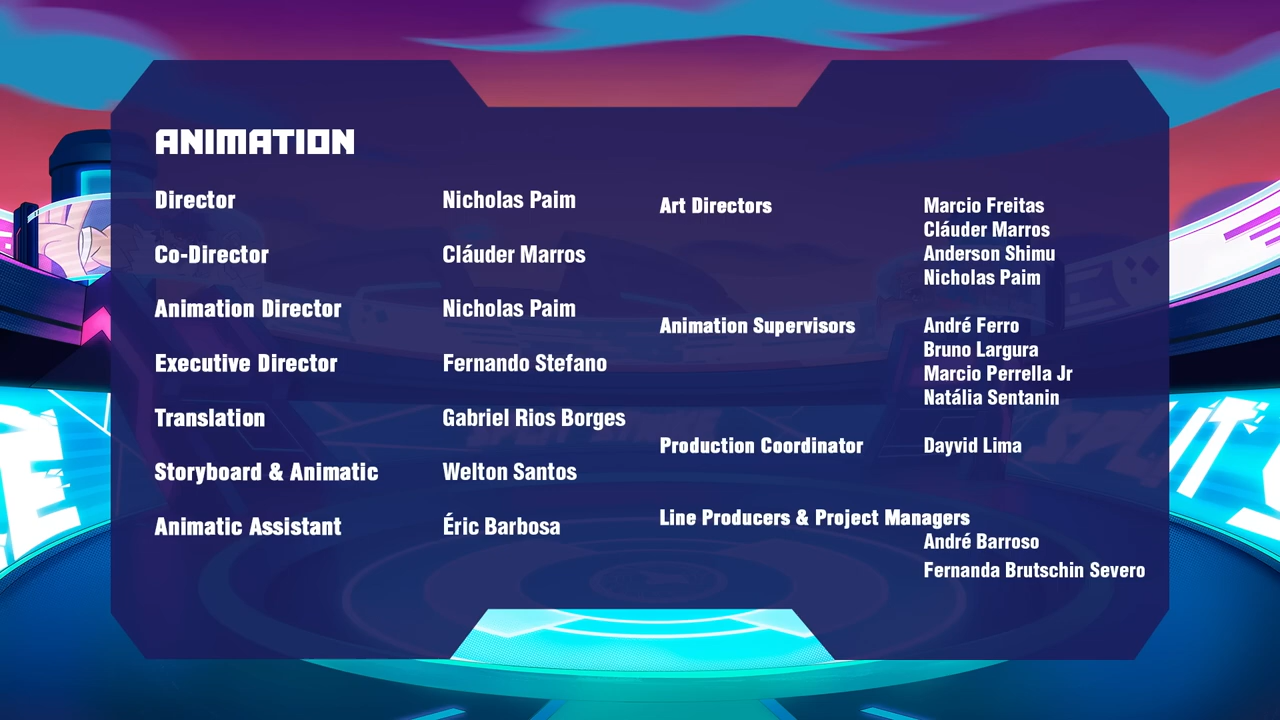 ANIMATION
Director Nicholas Paim
Co-Director Cláuder Marros
Animation Director Nicholas Paim
Executive Director Fernando Stefano
Translation Gabriel Rios Borges
Storyboard & Animatic Welton Santos
Animatic Assistant Éric Barbosa
Art Directors Marcio Freitas
Cláuder Marros
Anderson Shimu
Nicholas Paim
Animation Supervisors André Ferro
Bruno Largura
Marcio Perrella Jr
Natália Sentanin
Production Coordinator Dayvid Lima
Line Producers & Project Managers
André Barroso
Fernanda Brutschin Severo